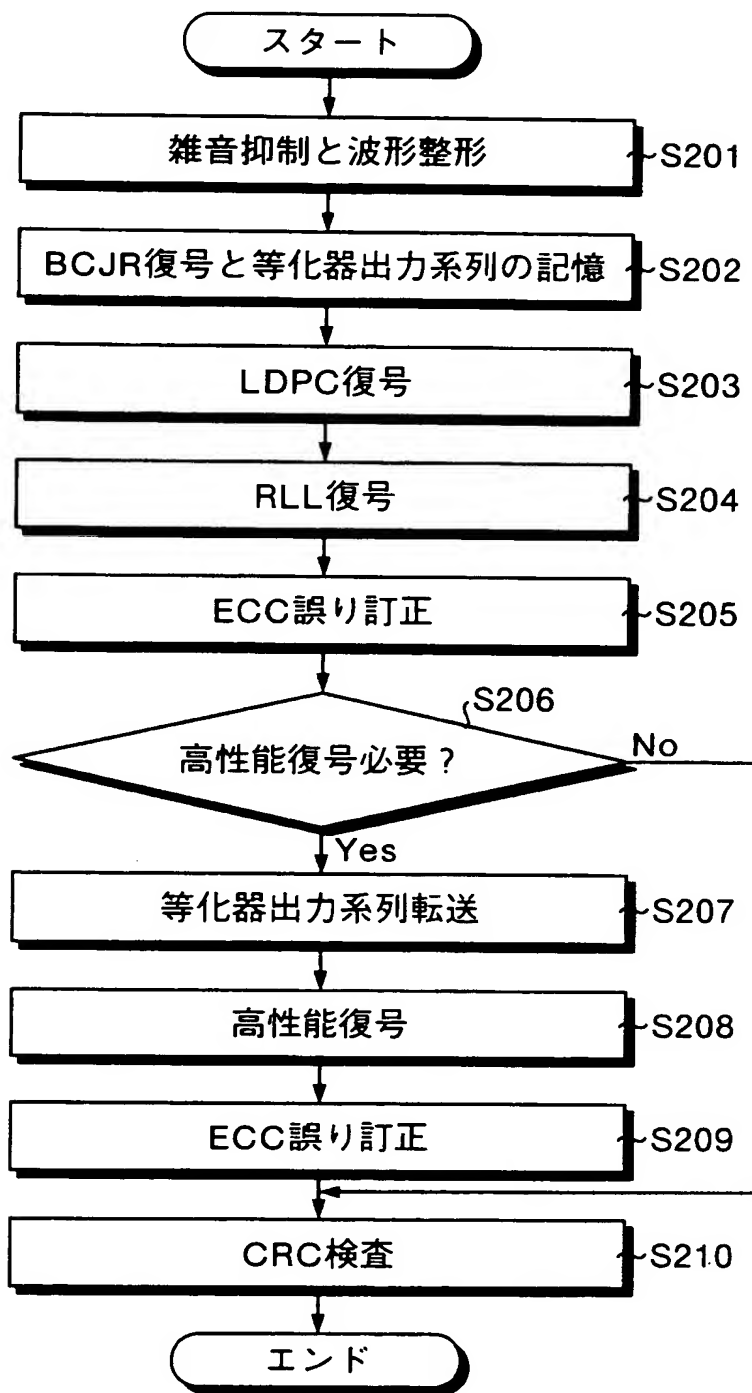 スタート
雑音抑制と波形整形 S201
BCJR復号と等化器出力系列の記憶 S202
LDPC復号 S203
RLL復号 S204
ECC誤り訂正 S205
S206
高性能復号必要？ No
Yes
等化器出力系列転送 S207
高性能復号 S208
ECC誤り訂正 S209
CRC検査 S210
エンド